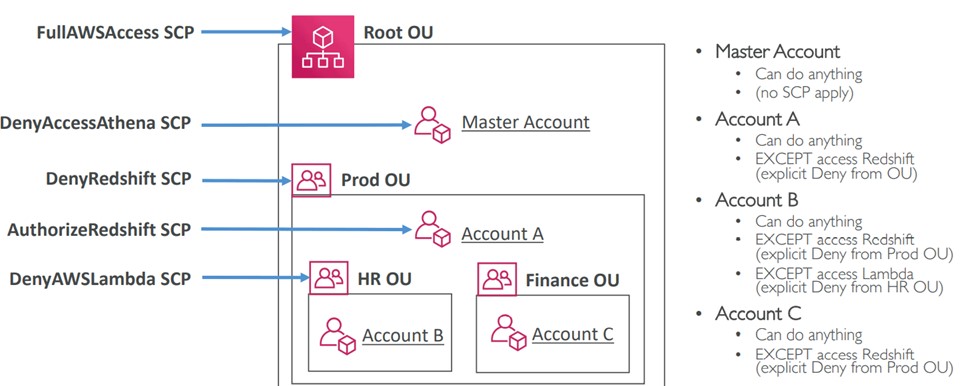 FullAWSAccess SCP
Root OU
DenyAccessAthena SCP
Master Account
DenyRedshift SCP
Prod OU
AuthorizeRedshift SCP
Account A
DenyAWSLambda SCP
HR OU
Finance OU
Account B
Account C
• Master Account
• Can do anything
• (no SCP apply)
• Account A
• Can do anything
• EXCEPT access Redshift
(explicit Deny from OU)
• Account B
• Can do anything
• EXCEPT access Redshift
(explicit Deny from Prod OU)
• EXCEPT access Lambda
(explicit Deny from HR OU)
• Account C
• Can do anything
• EXCEPT access Redshift
(explicit Deny from Prod OU)